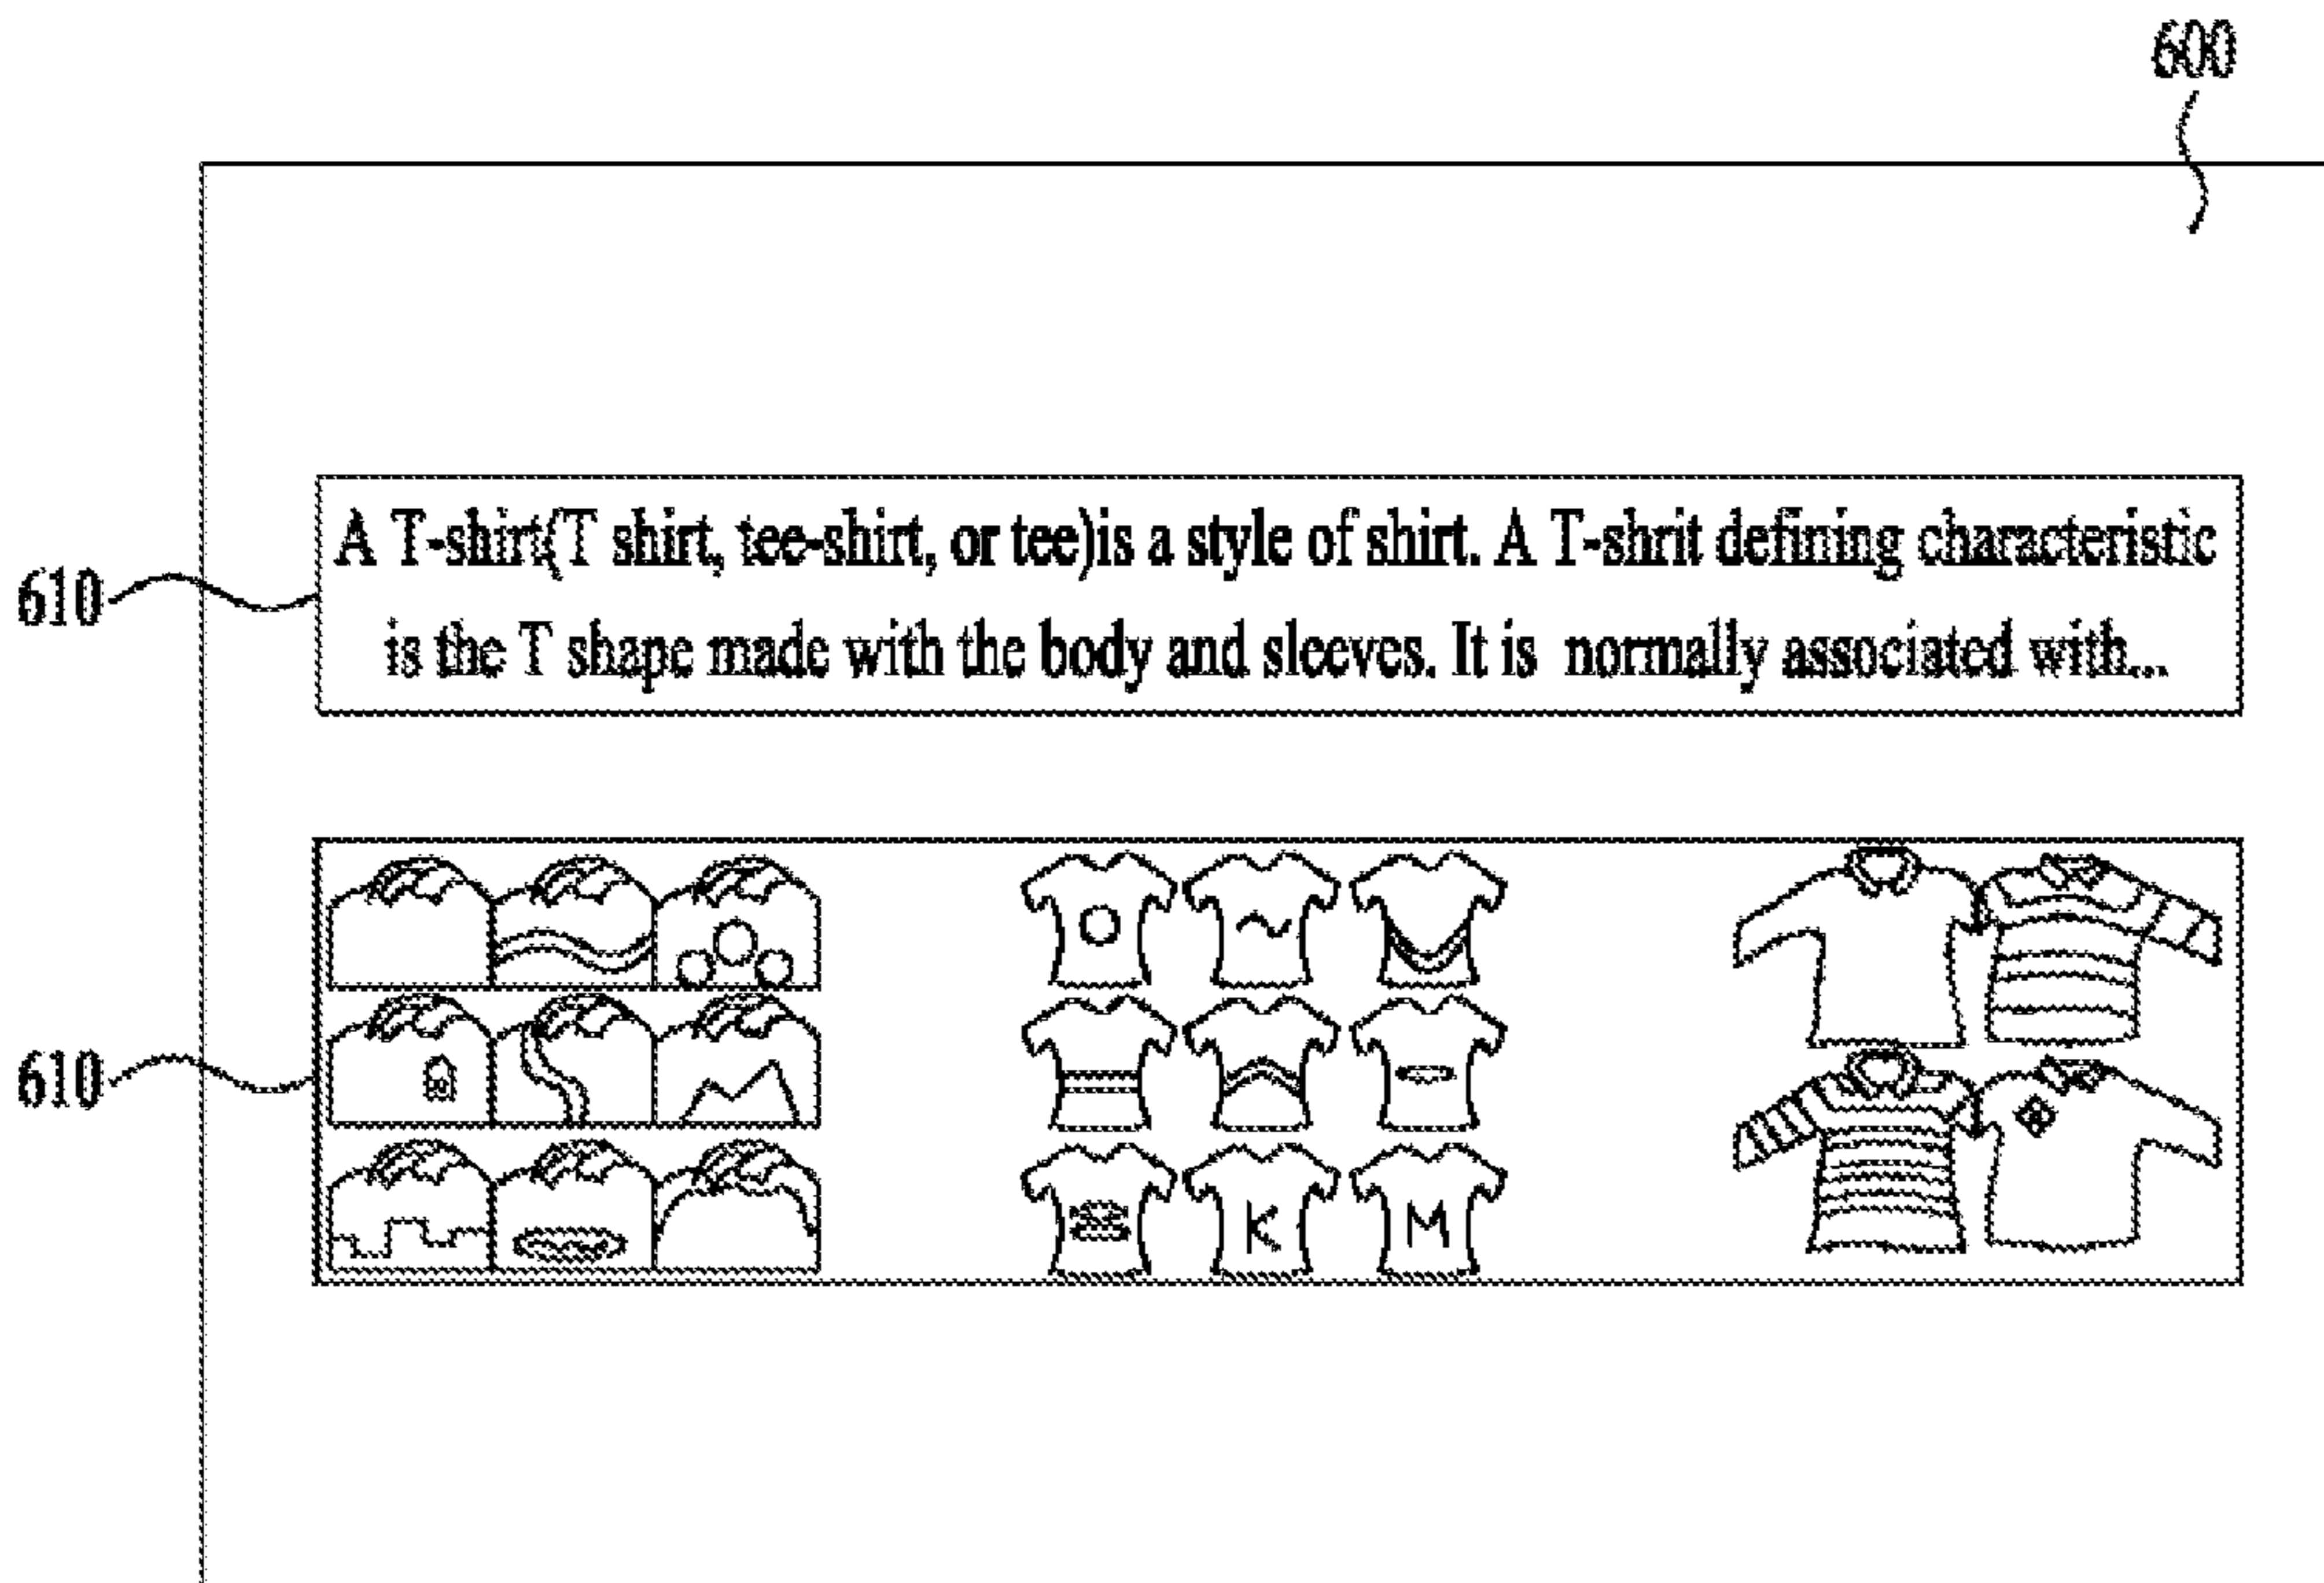 600
A T-shirt(T shirt, tee-shirt, or tee)is a style of shirt. A T-shrit defining characteristic
610
is the T shape made with the body and sleeves. It is normally associated with...
610
K M